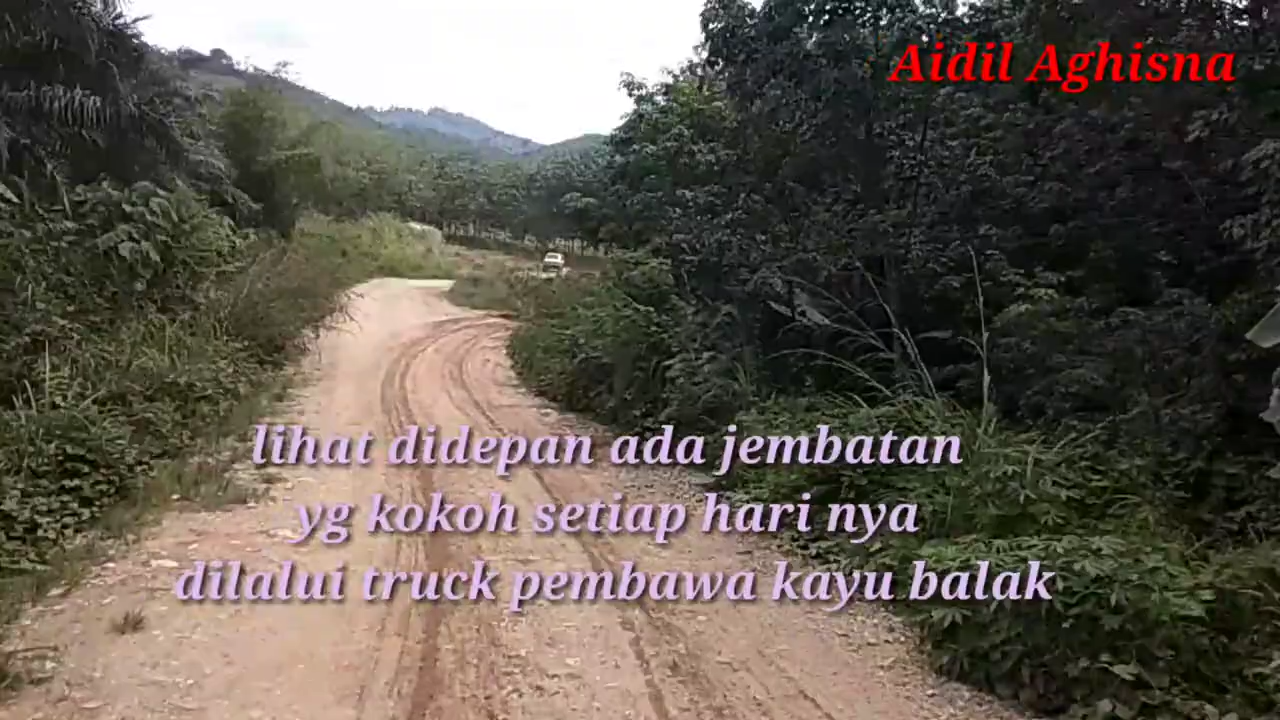 Aidil Aghisna
lihat didepan ada jembatan
yg kokoh setiap hari nya
dilalui truck pembawa kayu balak